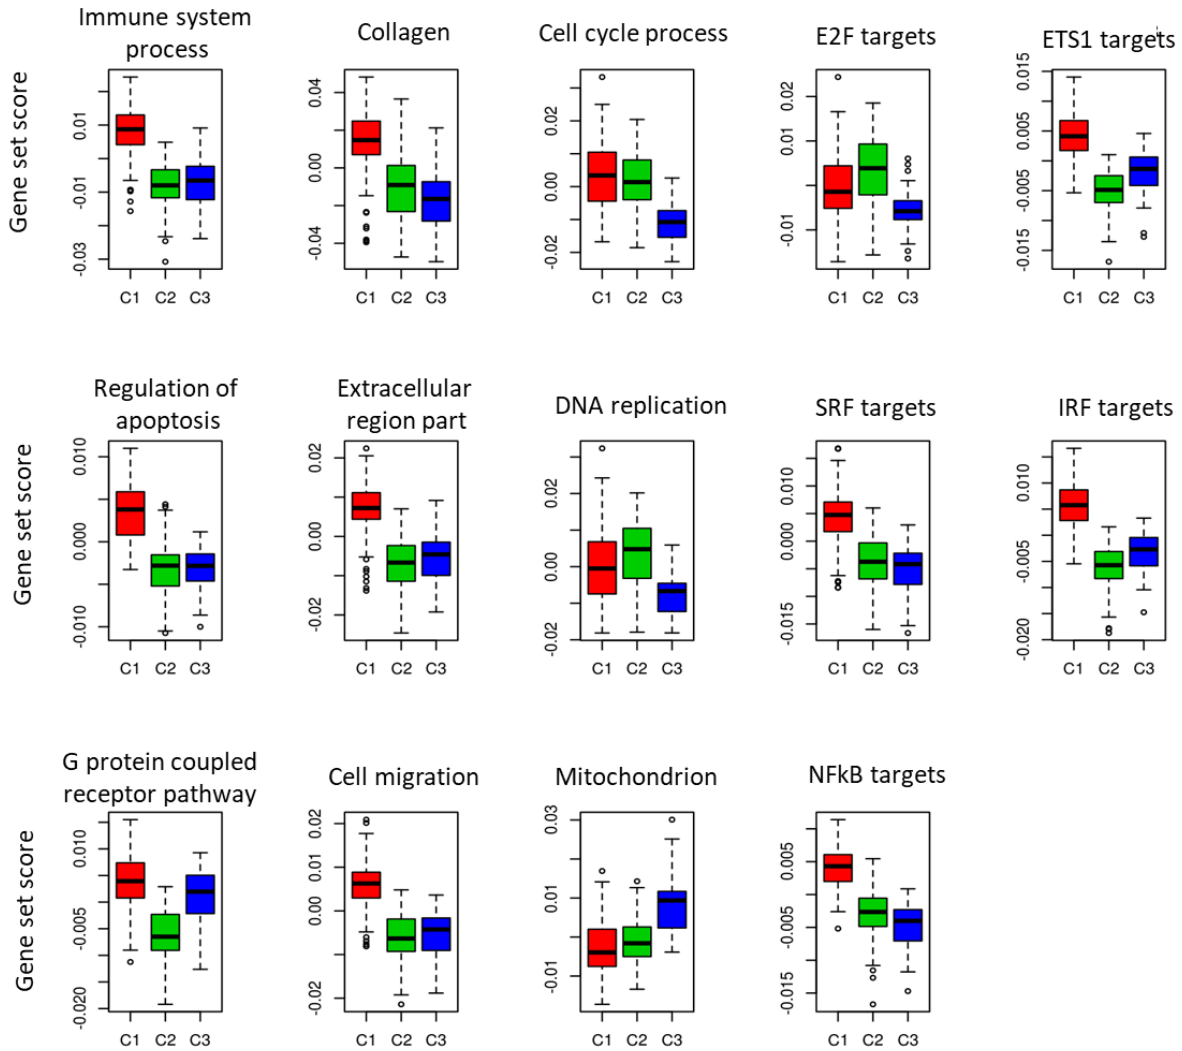 Immune system
process
Collagen
Cell cycle process
E2F targets
ETS1 targets
Gene set score
0.01
-0.01
-0.03
C1 C2 C3
0.04
0.00
-0.04
C1 C2 C3
0.02
0.00
-0.02
C1 C2 C3
0.02
0.01
-0.01
C1 C2 C3
0.015
0.005
-0.005
-0.015
C1 C2 C3
Regulation of
apoptosis
Extracellular
region part
DNA replication
SRF targets
IRF targets
Gene set score
0.010
0.000
-0.010
C1 C2 C3
0.02
0.00
-0.02
C1 C2 C3
0.02
0.00
-0.02
C1 C2 C3
0.010
0.000
-0.015
C1 C2 C3
0.010
-0.005
-0.020
C1 C2 C3
G protein coupled
receptor pathway
Cell migration
Mitochondrion
NFkB targets
Gene set score
0.010
-0.005
-0.020
C1 C2 C3
0.02
0.01
0.00
-0.02
C1 C2 C3
0.03
0.01
-0.01
C1 C2 C3
0.005
-0.005
-0.015
C1 C2 C3